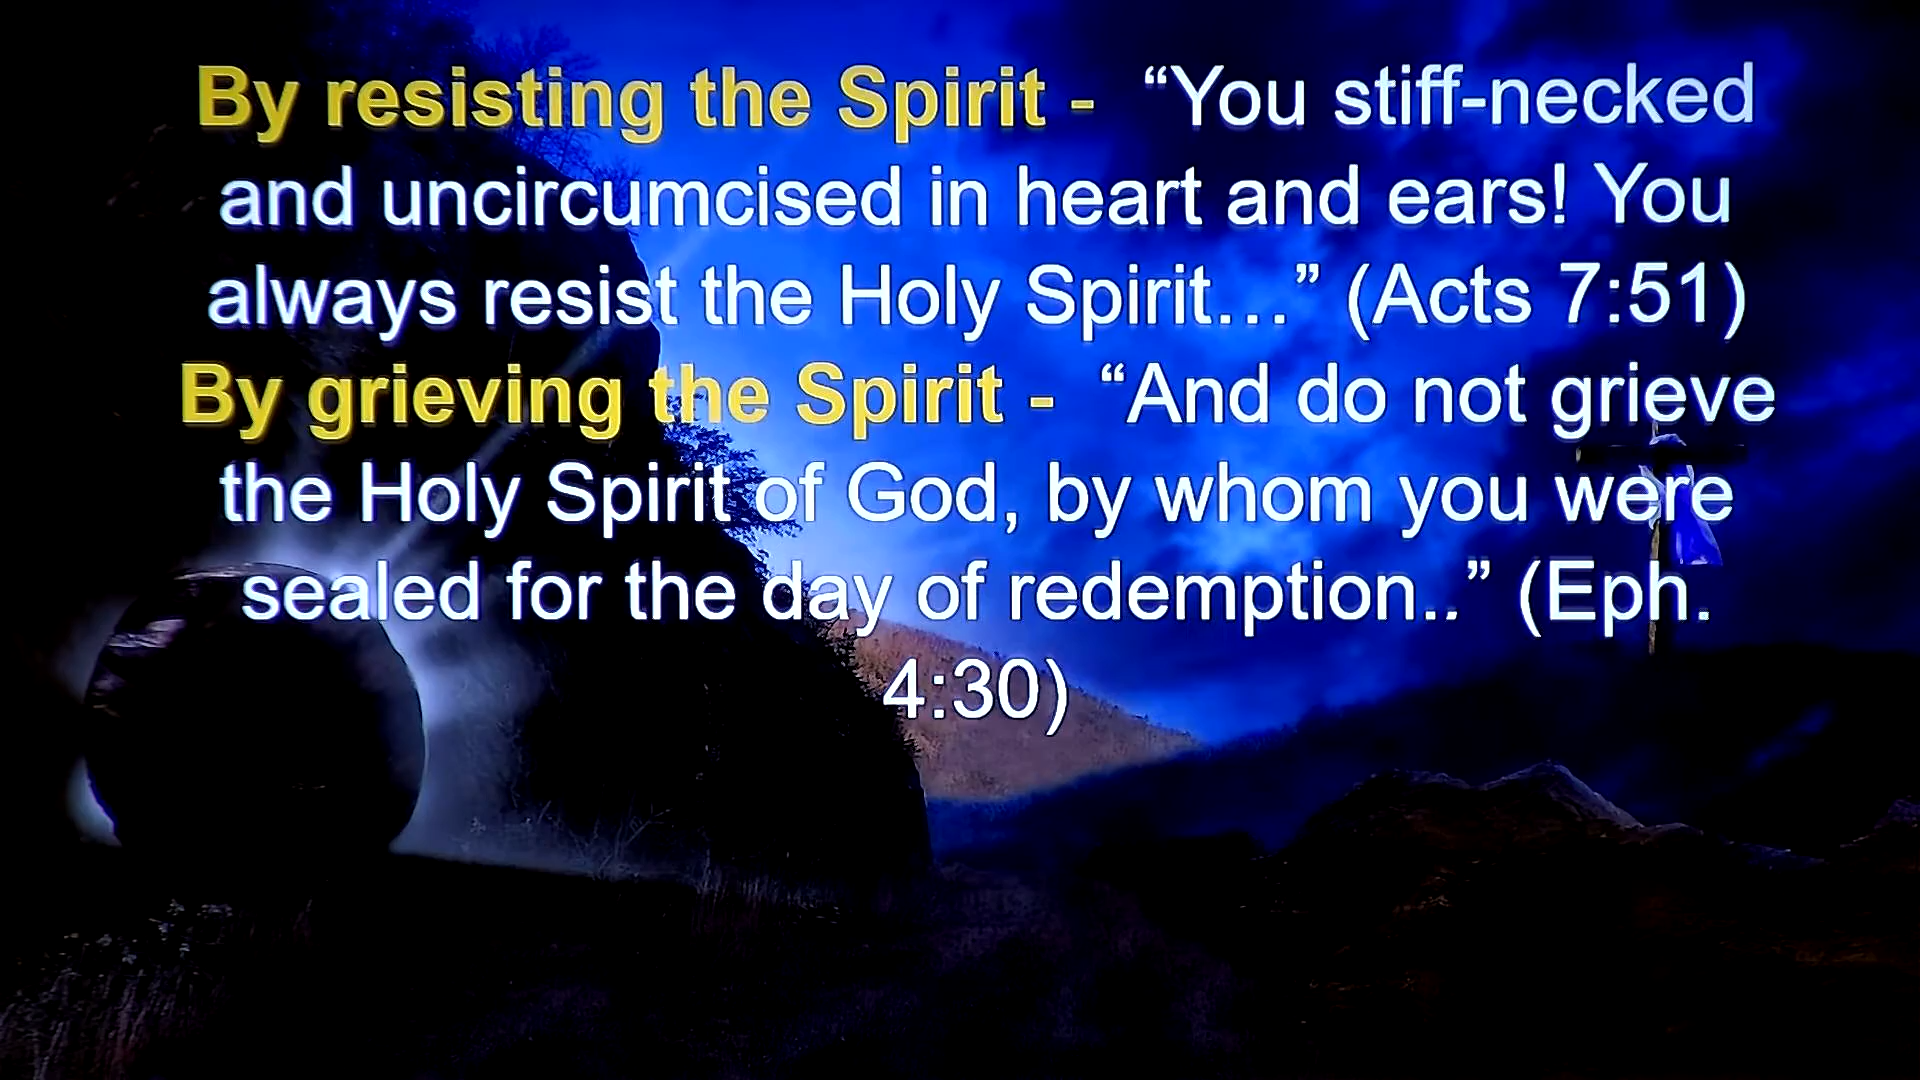 By resisting the Spirit - “You stiff-necked
and uncircumcised in heart and ears! You
always resist the Holy Spirit…” (Acts 7:51)
By grieving the Spirit - “And do not grieve
the Holy Spirit of God, by whom you were
sealed for the day of redemption..” (Eph.
4:30)